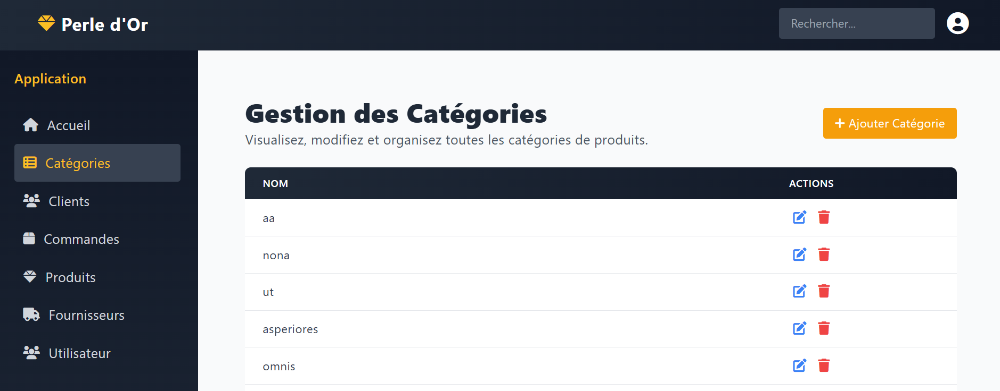 Perle d'Or
Rechercher...
Application
Accueil
Catégories
Clients
Commandes
Produits
Fournisseurs
Utilisateur
Gestion des Catégories
Visualisez, modifiez et organisez toutes les catégories de produits.
+ Ajouter Catégorie
NOM ACTIONS
aa
nona
ut
asperiores
omnis